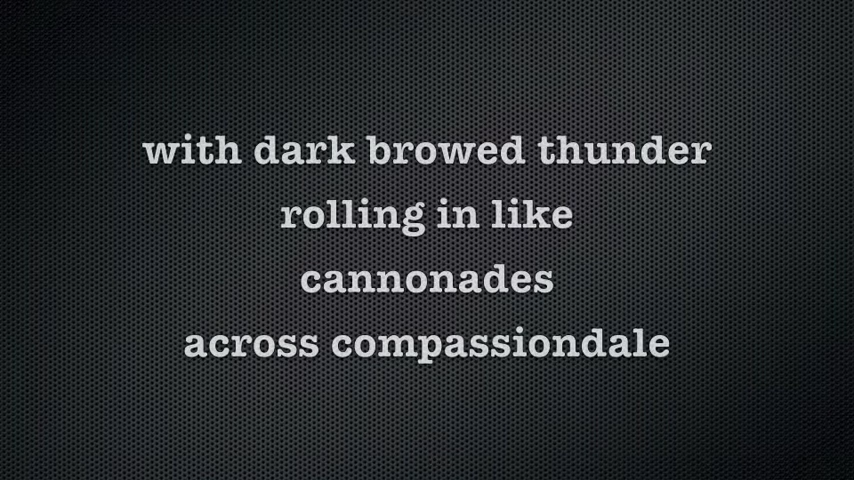 with dark browed thunder
rolling in like
cannonades
across compassiondale